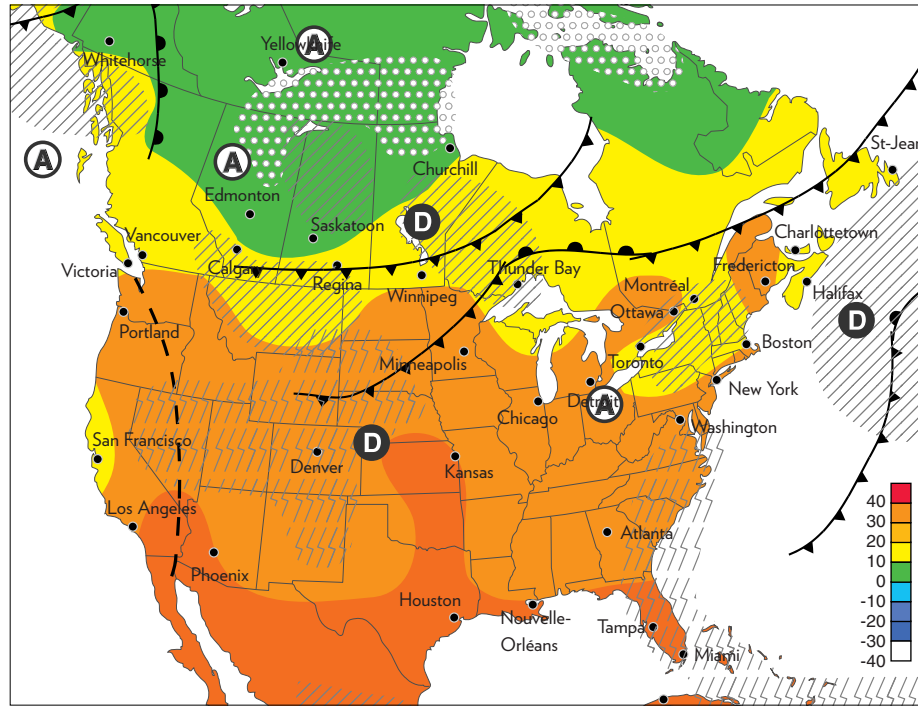 Whitehorse
Yellowknife
A
A
A
Churchill
St-Jean
Edmonton
Saskatoon
D
Vancouver
Victoria
Calgary
Regina
Winnipeg
Thunder Bay
Charlottetown
Fredericton
Montréal
Ottawa
Halifax
Portland
Minneapolis
Toronto
Boston
D
Detroit
A
New York
Chicago
Washington
San Francisco
Denver
D
Kansas
Los Angeles
Atlanta
Phoenix
Houston
Nouvelle-
Orléans
Tampa
Miami
40
30
20
10
0
-10
-20
-30
-40